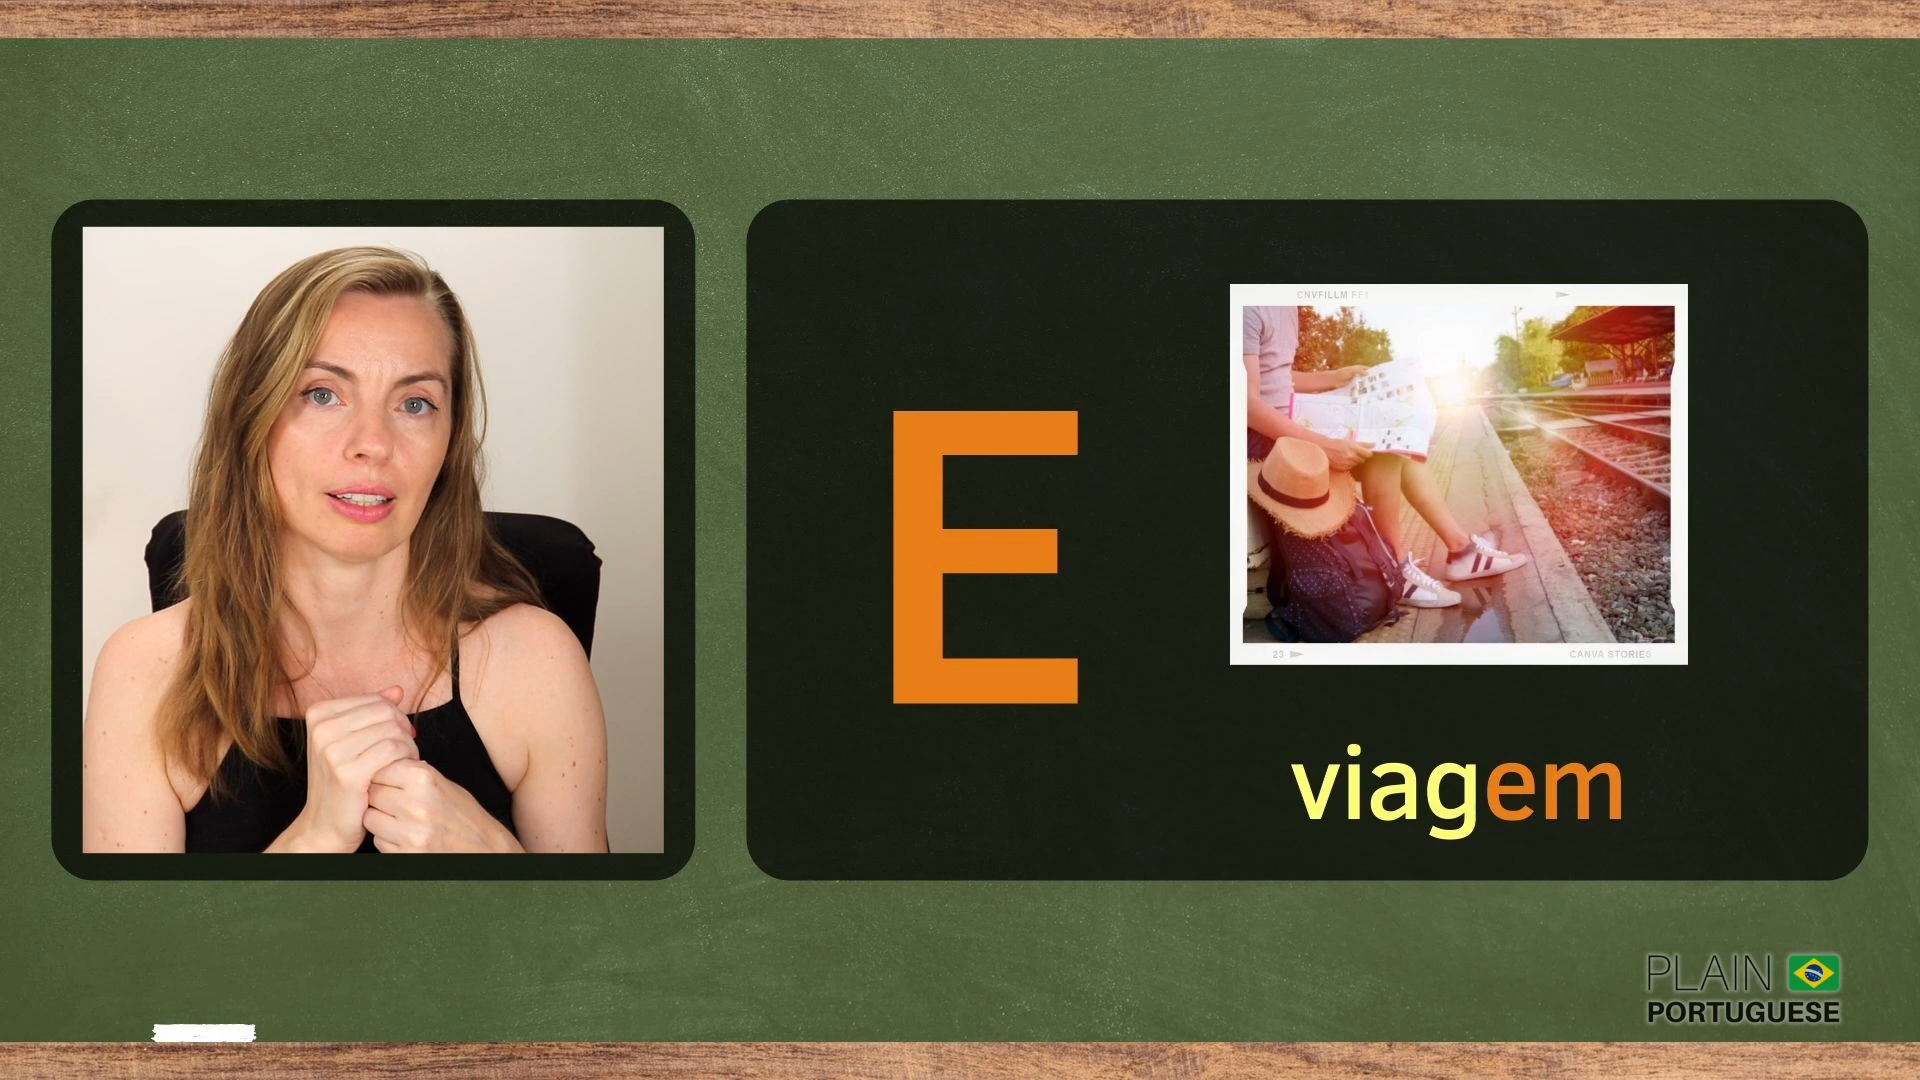 E
CNVFILLM FF1
23
CANVA STORIES
viagem
PLAIN
PORTUGUESE